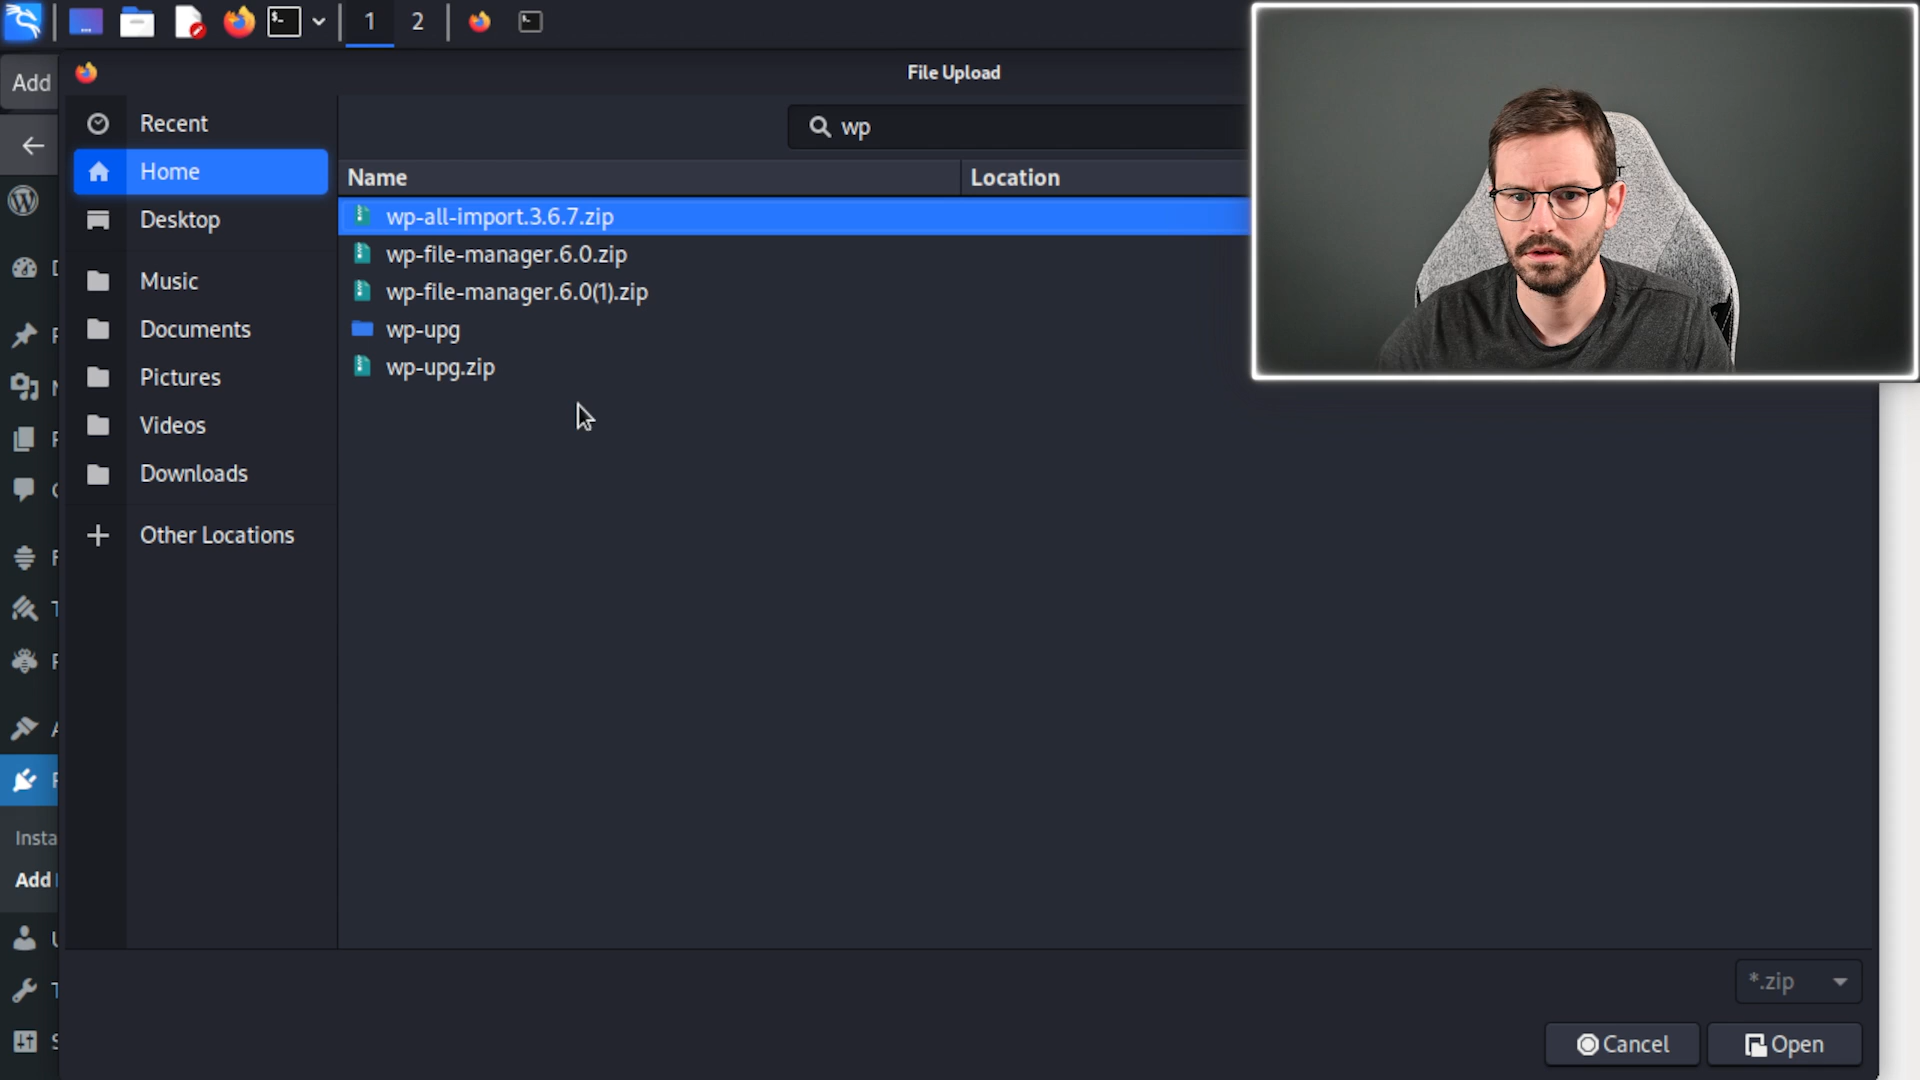 1 2
File Upload
Add
Recent
wp
Home
Name Location
wp-all-import.3.6.7.zip
Desktop
wp-file-manager.6.0.zip
wp-file-manager.6.0(1).zip
Music
wp-upg
Documents
wp-upg.zip
Pictures
Videos
Downloads
Other Locations
Insta
Add
*.zip
Cancel Open